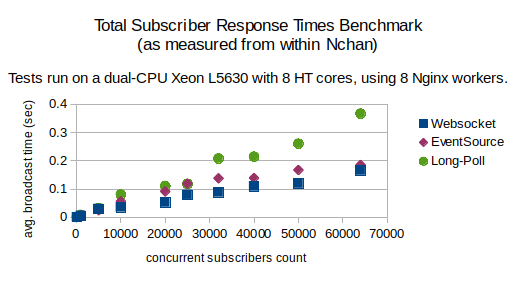 Total Subscriber Response Times Benchmark
(as measured from within Nchan)
Tests run on a dual-CPU Xeon L5630 with 8 HT cores, using 8 Nginx workers.
avg. broadcast time (sec)
0.4
0.3
0.2
0.1
0
0 10000 20000 30000 40000 50000 60000 70000
concurrent subscribers count
Websocket
EventSource
Long-Poll